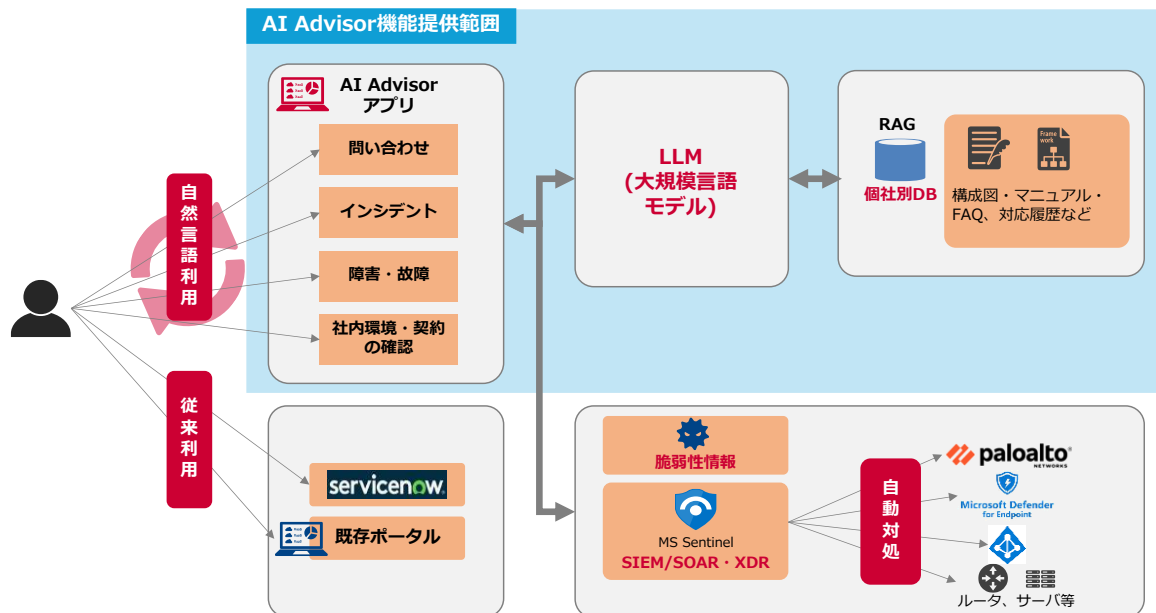 AI Advisor機能提供範囲
AI Advisor
アプリ
問い合わせ
インシデント
障害・故障
社内環境・契約
の確認
自然言語利用
従来利用
LLM
(大規模言語
モデル)
RAG
個社別DB
Frame
work
構成図・マニュアル・
FAQ、対応履歴など
servicenow
既存ポータル
脆弱性情報
MS Sentinel
SIEM/SOAR・XDR
自動対処
paloalto
NETWORKS
Microsoft Defender
for Endpoint
ルータ、サーバ等